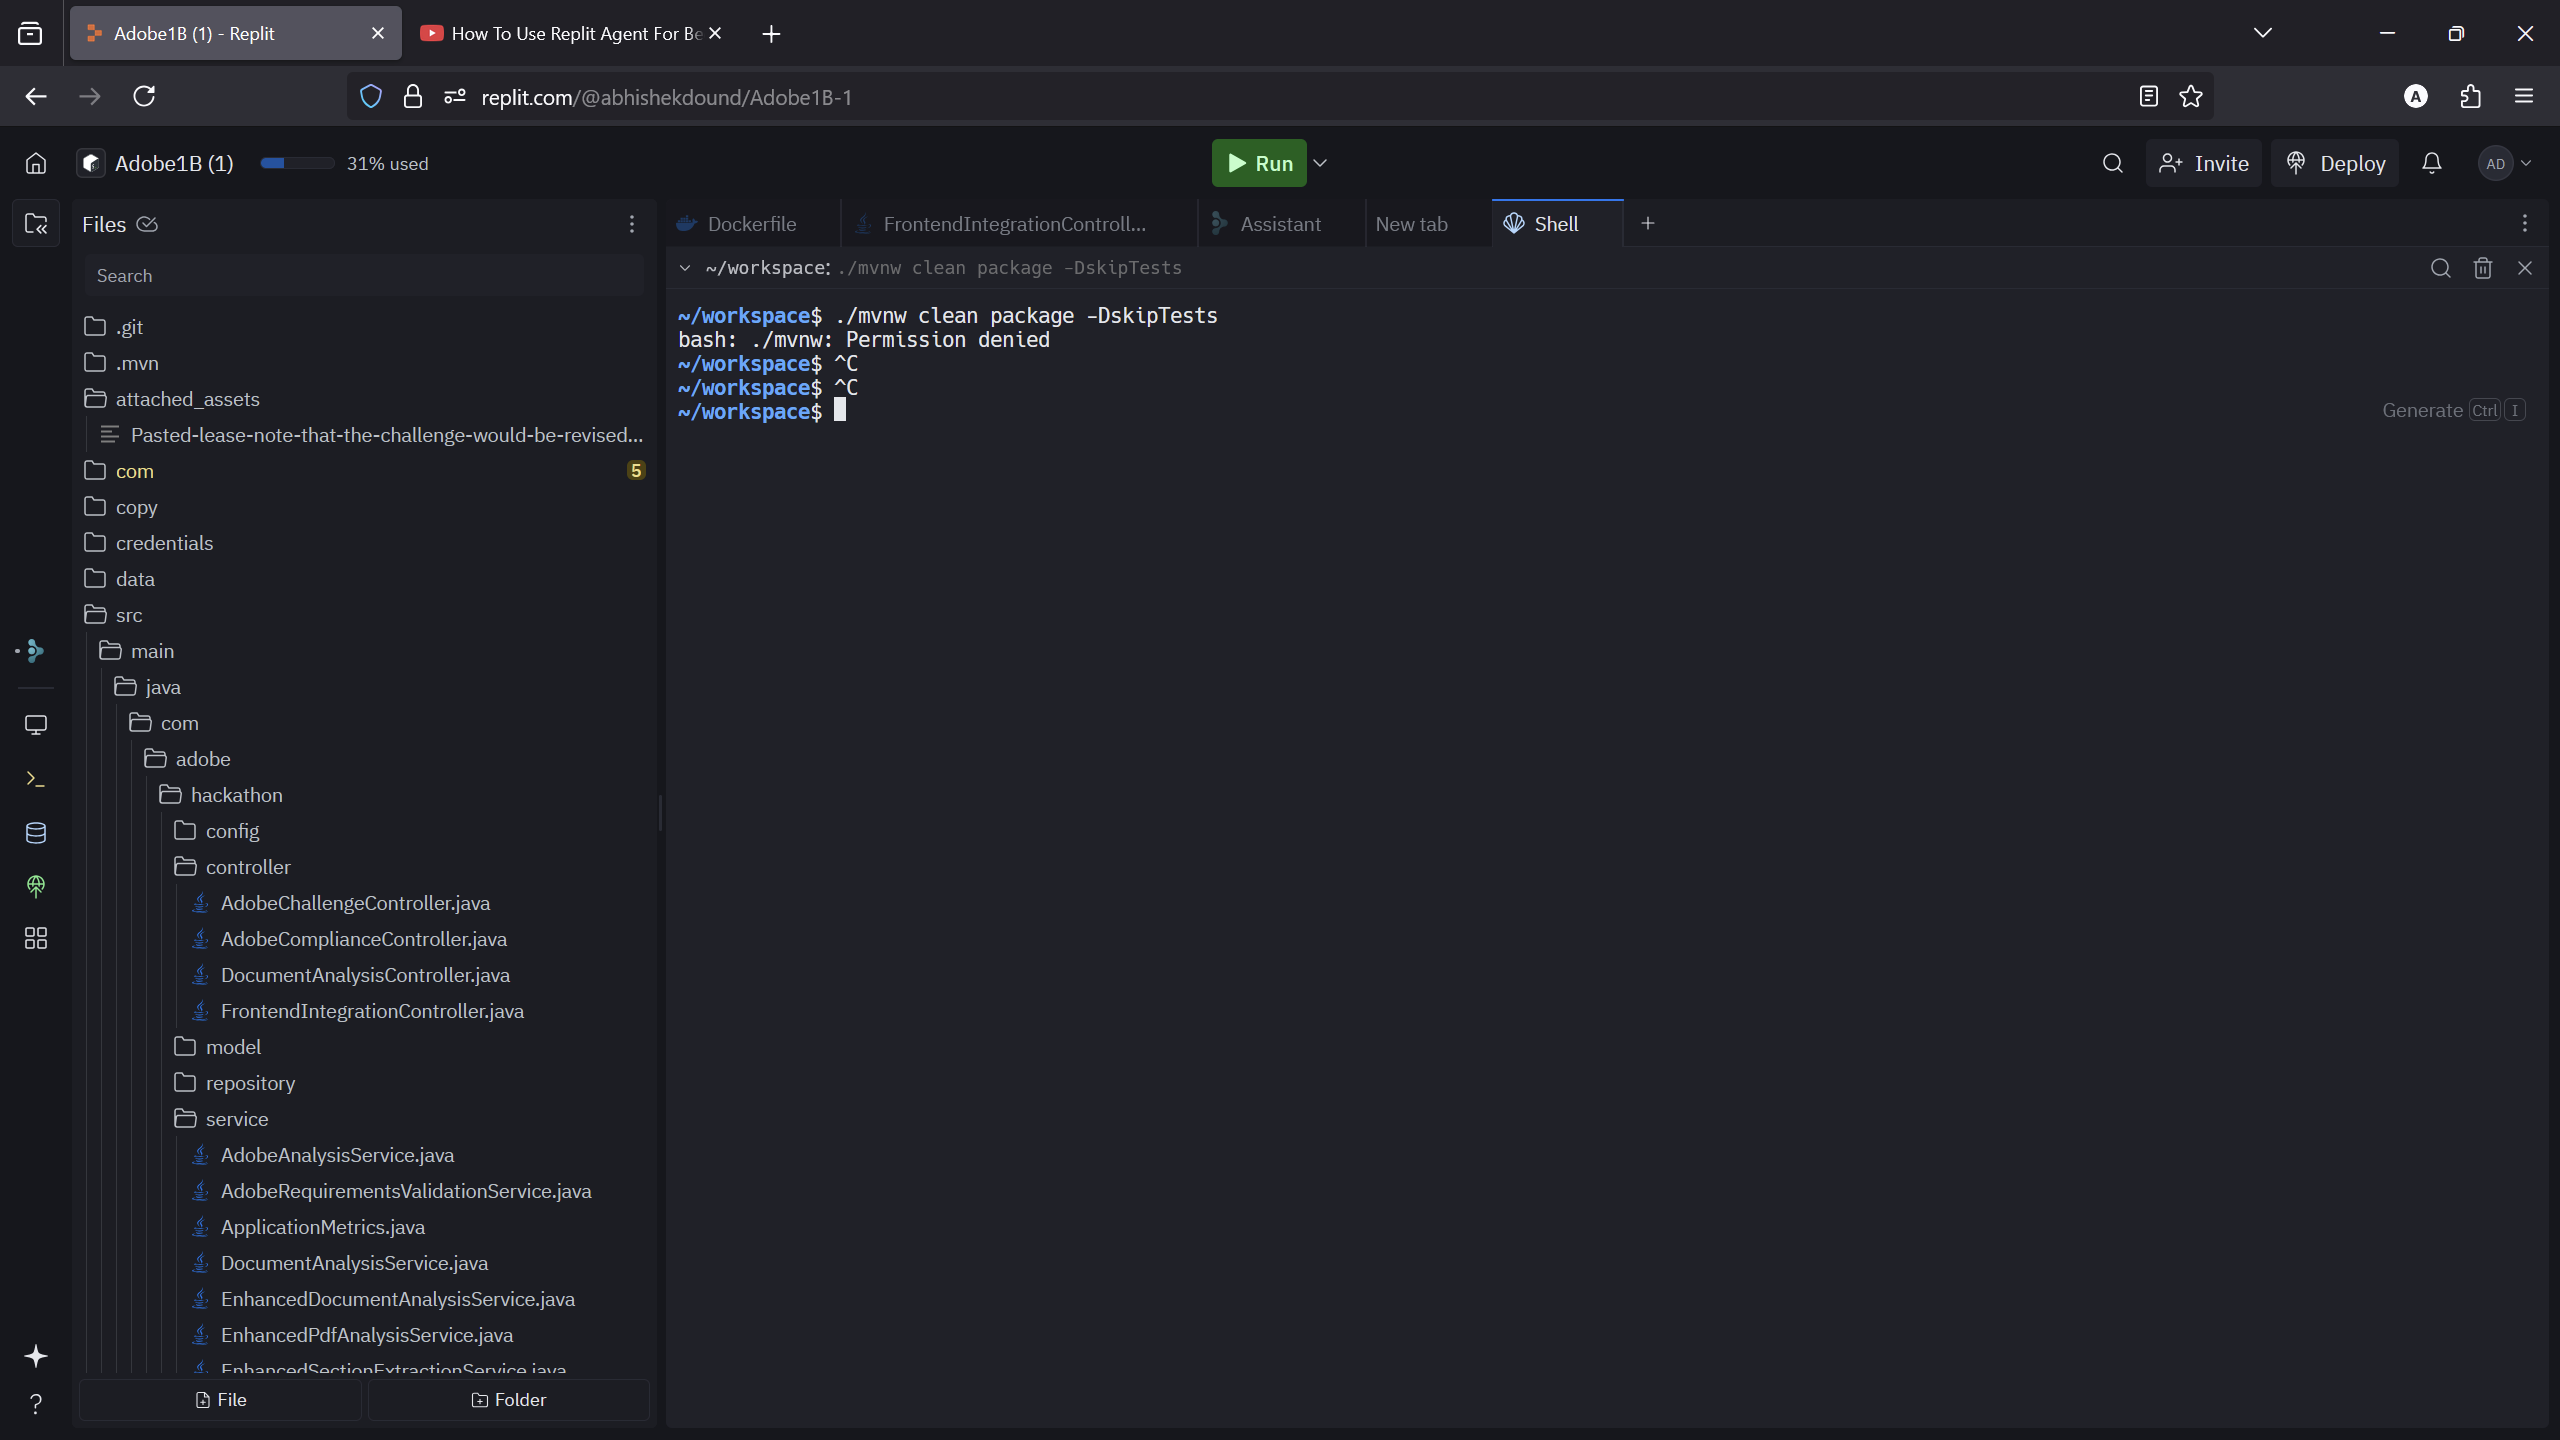 Adobe1B (1) - Replit
How To Use Replit Agent For Be
replit.com/@abhishekdound/Adobe1B-1
A
Adobe1B (1)
31% used
Run
Invite
Deploy
AD
Files
Search
.git
.mvn
attached_assets
Pasted-lease-note-that-the-challenge-would-be-revised...
com
5
copy
credentials
data
src
main
java
com
adobe
hackathon
config
controller
AdobeChallengeController.java
AdobeComplianceController.java
DocumentAnalysisController.java
FrontendIntegrationController.java
model
repository
service
AdobeAnalysisService.java
AdobeRequirementsValidationService.java
ApplicationMetrics.java
DocumentAnalysisService.java
EnhancedDocumentAnalysisService.java
EnhancedPdfAnalysisService.java
EnhancedSectionExtractionService.java
File
Folder
Dockerfile
FrontendIntegrationControll...
Assistant
New tab
Shell
~/workspace: ./mvnw clean package -DskipTests
~/workspace$ ./mvnw clean package -DskipTests
bash: ./mvnw: Permission denied
~/workspace$ ^C
~/workspace$ ^C
~/workspace$
Generate Ctrl I